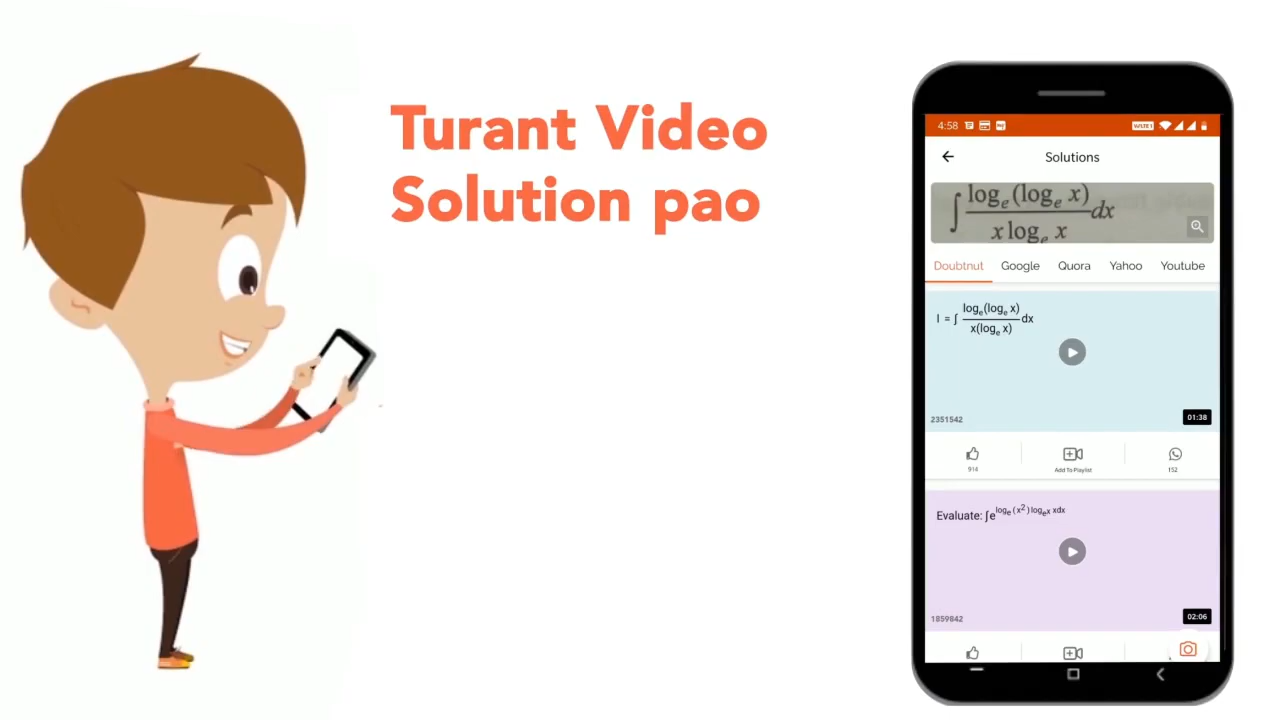 Turant Video
Solution pao
4:58
VoLTE1
Solutions
∫ logₑ(logₑ x) / x logₑ x dx
Doubtnut Google Quora Yahoo Youtube
I = ∫ logₑ(logₑ x) / x(logₑ x) dx
2351542 01:38
914 Add To Playlist 152
Evaluate: ∫e^logₑ(x²)logₑx xdx
1859842 02:06